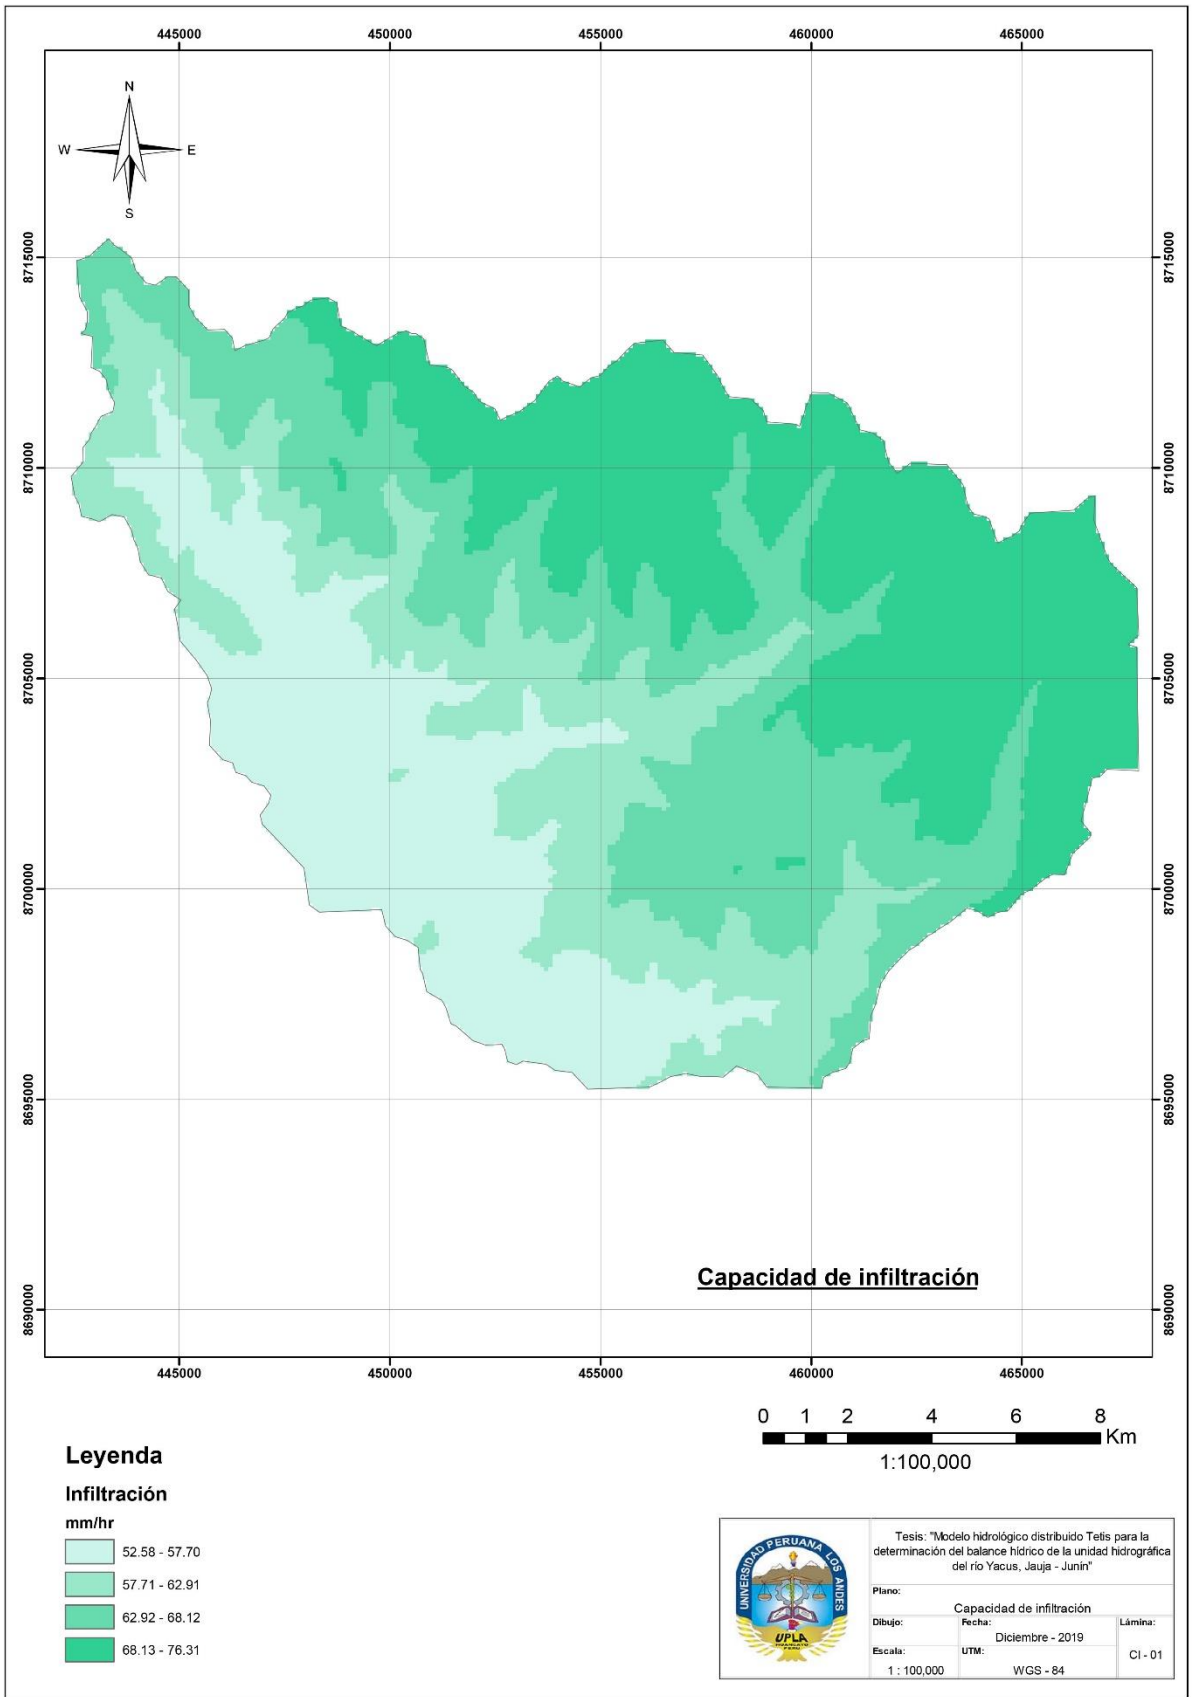 445000 450000 455000 460000 465000
N
W E
S
8715000 8715000
8710000 8710000
8705000 8705000
8700000 8700000
8695000 8695000
8690000 8690000
Capacidad de infiltración
445000 450000 455000 460000 465000
0 1 2 4 6 8
Km
1:100,000
Leyenda
Infiltración
mm/hr
52.58 - 57.70
57.71 - 62.91
62.92 - 68.12
68.13 - 76.31
UNIVERSIDAD PERUANA LOS ANDES
UPLA
Tesis: "Modelo hidrológico distribuido Tetis para la
determinación del balance hídrico de la unidad hidrográfica
del río Yacus, Jauja - Junín"
Plano:
Capacidad de infiltración
Dibujo: Fecha: Lámina:
Diciembre - 2019
Escala: UTM: CI - 01
1 : 100,000 WGS - 84